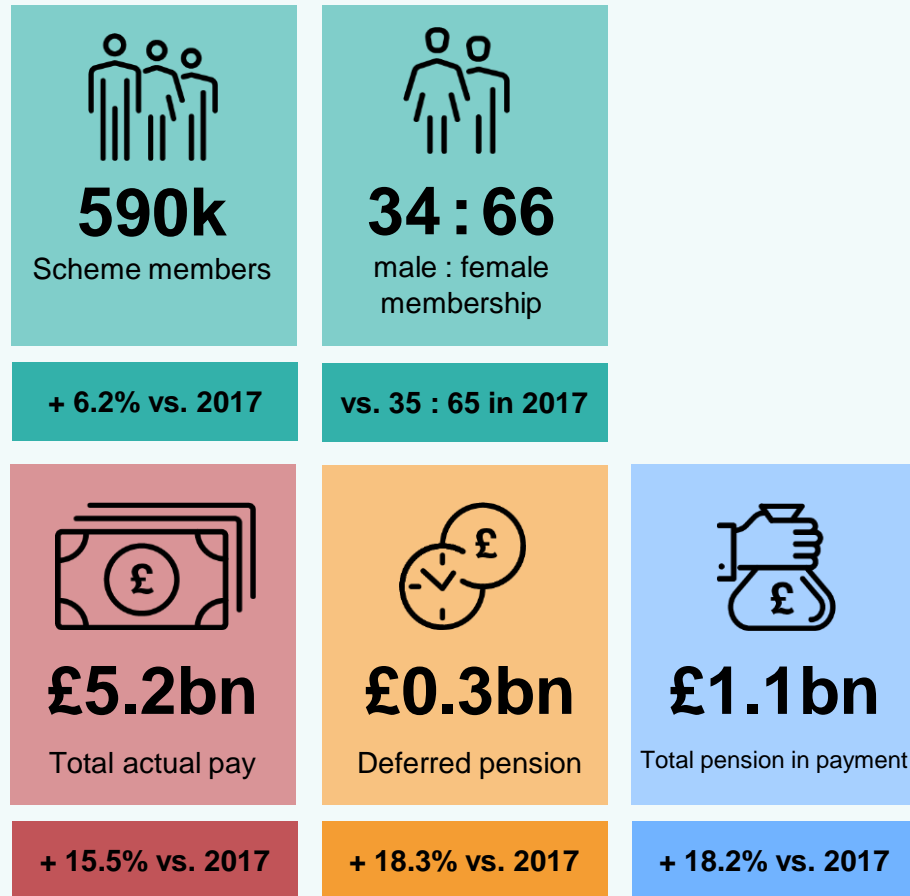 590k
Scheme members
34 : 66
male : female
membership
+ 6.2% vs. 2017
vs. 35 : 65 in 2017
£
£
£
£5.2bn
Total actual pay
£0.3bn
Deferred pension
£1.1bn
Total pension in payment
+ 15.5% vs. 2017
+ 18.3% vs. 2017
+ 18.2% vs. 2017